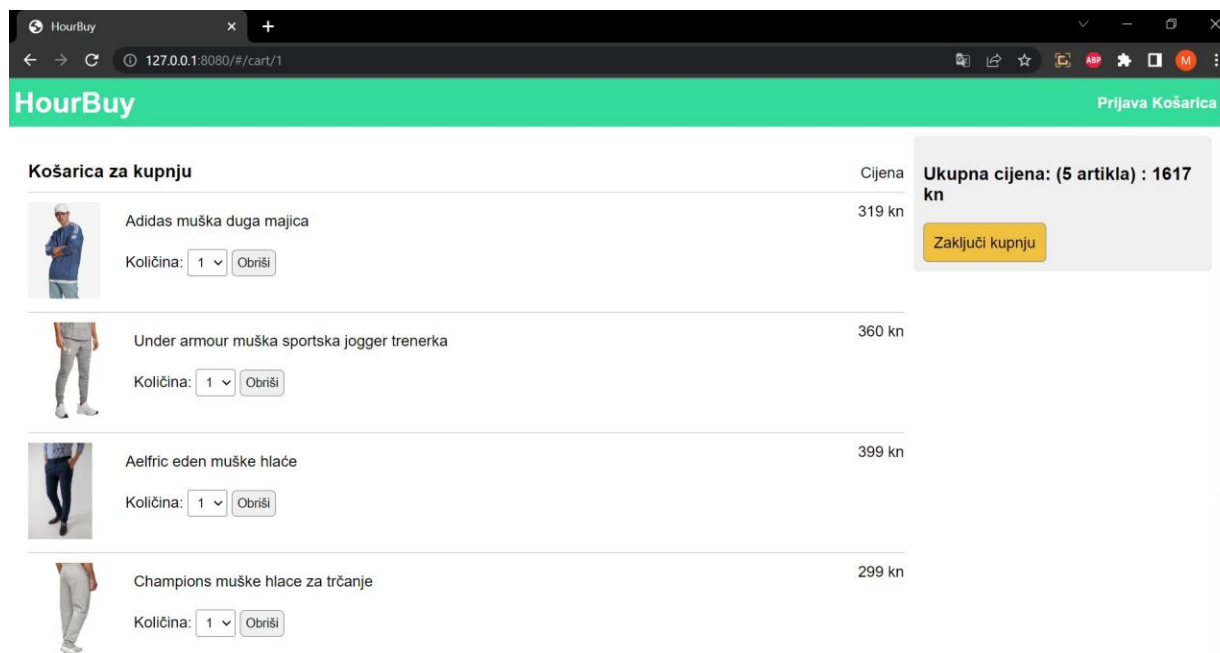 HourBuy
127.0.0.1:8080/#/cart/1
ABP
M
HourBuy
Prijava Košarica
Košarica za kupnju
Cijena
Adidas muška duga majica
319 kn
Količina: 1 Obriši
Under armour muška sportska jogger trenerka
360 kn
Količina: 1 Obriši
Aelfric eden muške hlaće
399 kn
Količina: 1 Obriši
Champions muške hlace za trčanje
299 kn
Količina: 1 Obriši
Ukupna cijena: (5 artikla) : 1617
kn
Zaključi kupnju